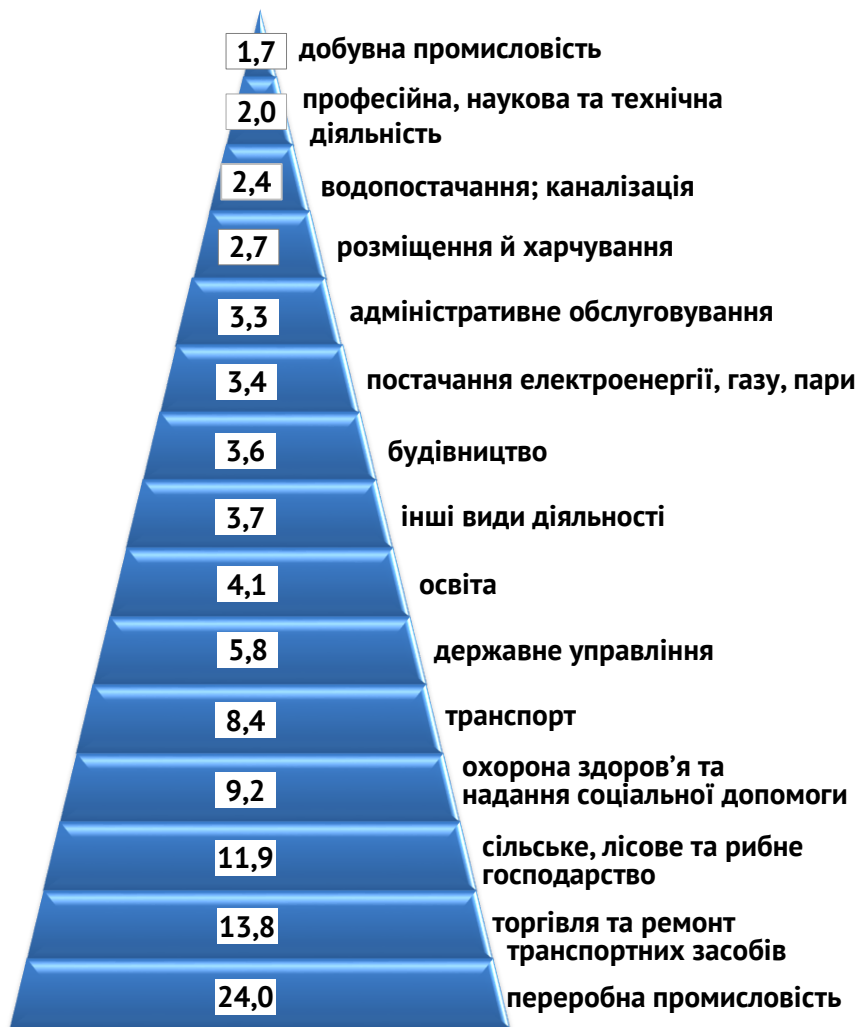 1,7 добувна промисловість
2,0 професійна, наукова та технічна
діяльність
2,4 водопостачання; каналізація
2,7 розміщення й харчування
3,3 адміністративне обслуговування
3,4 постачання електроенергії, газу, пари
3,6 будівництво
3,7 інші види діяльності
4,1 освіта
5,8 державне управління
8,4 транспорт
9,2 охорона здоров’я та
надання соціальної допомоги
11,9 сільське, лісове та рибне
господарство
13,8 торгівля та ремонт
транспортних засобів
24,0 переробна промисловість